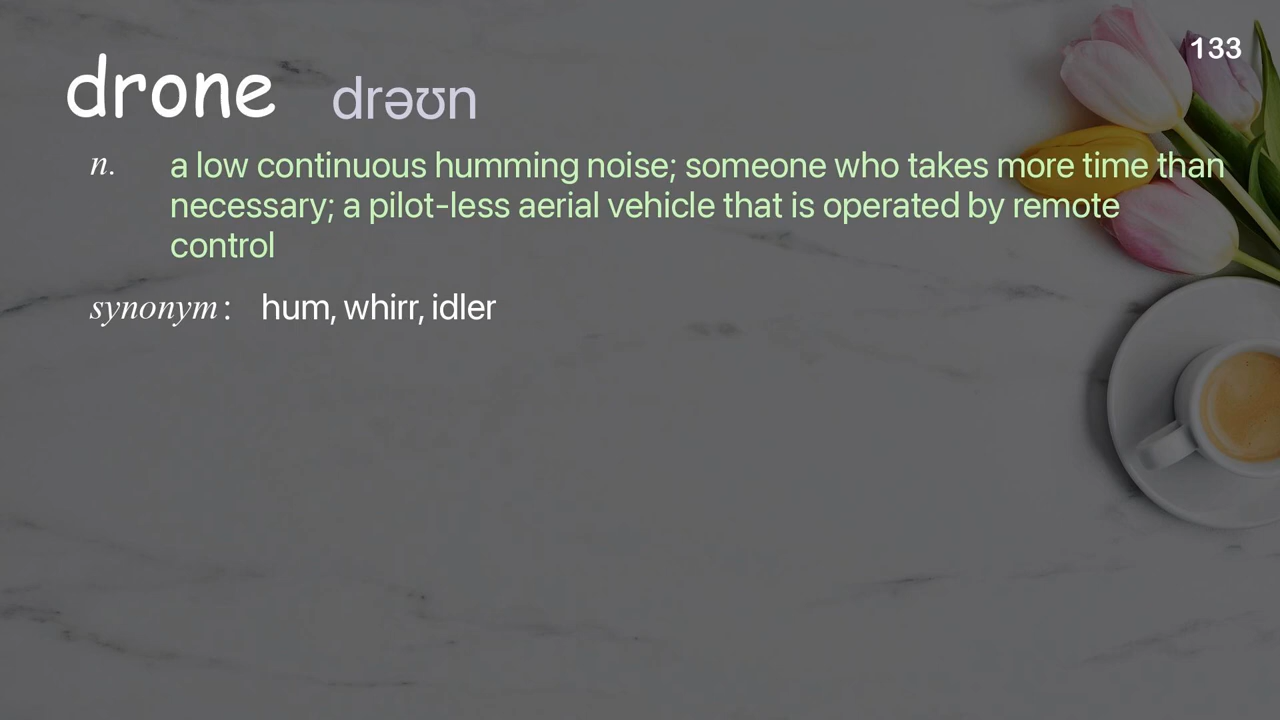 133
drone drəʊn
n. a low continuous humming noise; someone who takes more time than
necessary; a pilot-less aerial vehicle that is operated by remote
control
synonym: hum, whirr, idler